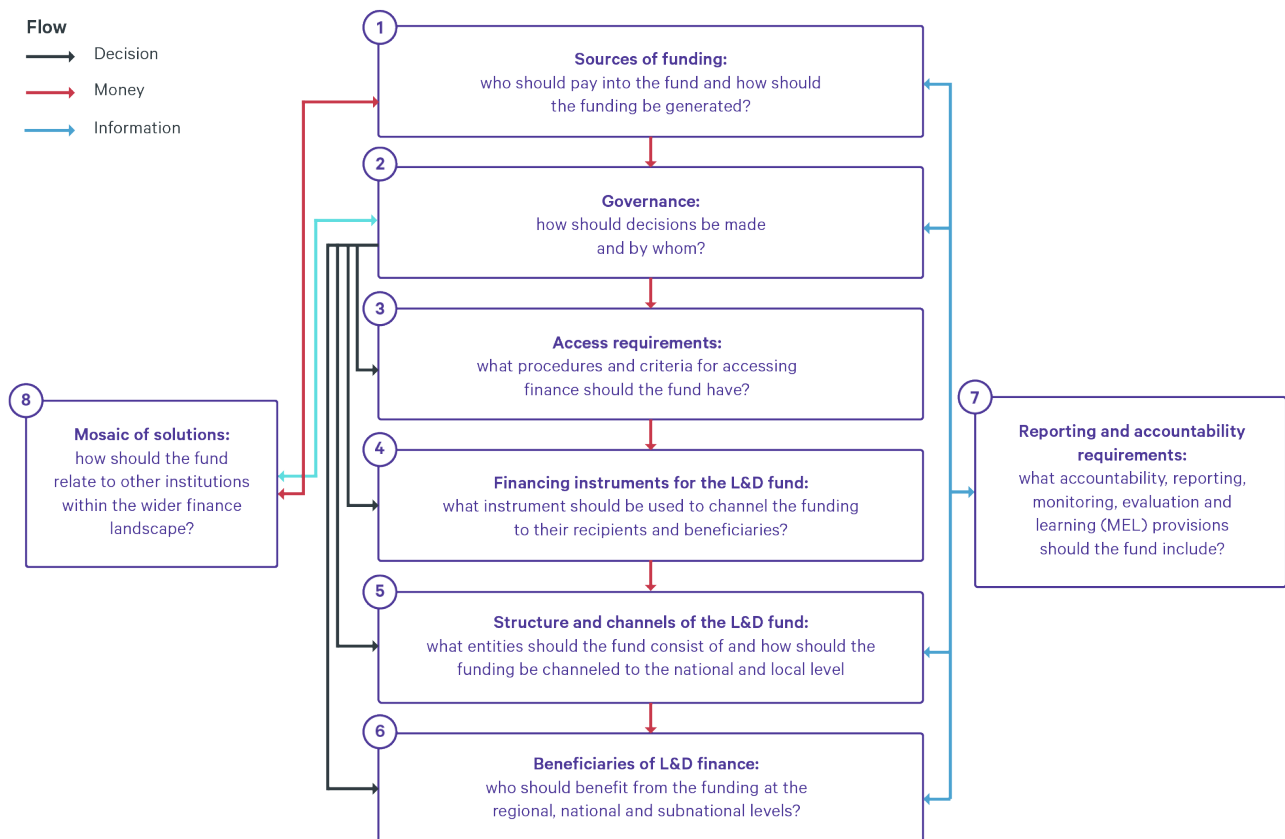 Flow
Decision
Money
Information
1
Sources of funding:
who should pay into the fund and how should
the funding be generated?
2
Governance:
how should decisions be made
and by whom?
3
Access requirements:
what procedures and criteria for accessing
finance should the fund have?
4
Financing instruments for the L&D fund:
what instrument should be used to channel the funding
to their recipients and beneficiaries?
5
Structure and channels of the L&D fund:
what entities should the fund consist of and how should the
funding be channeled to the national and local level
6
Beneficiaries of L&D finance:
who should benefit from the funding at the
regional, national and subnational levels?
7
Reporting and accountability
requirements:
what accountability, reporting,
monitoring, evaluation and
learning (MEL) provisions
should the fund include?
8
Mosaic of solutions:
how should the fund
relate to other institutions
within the wider finance
landscape?